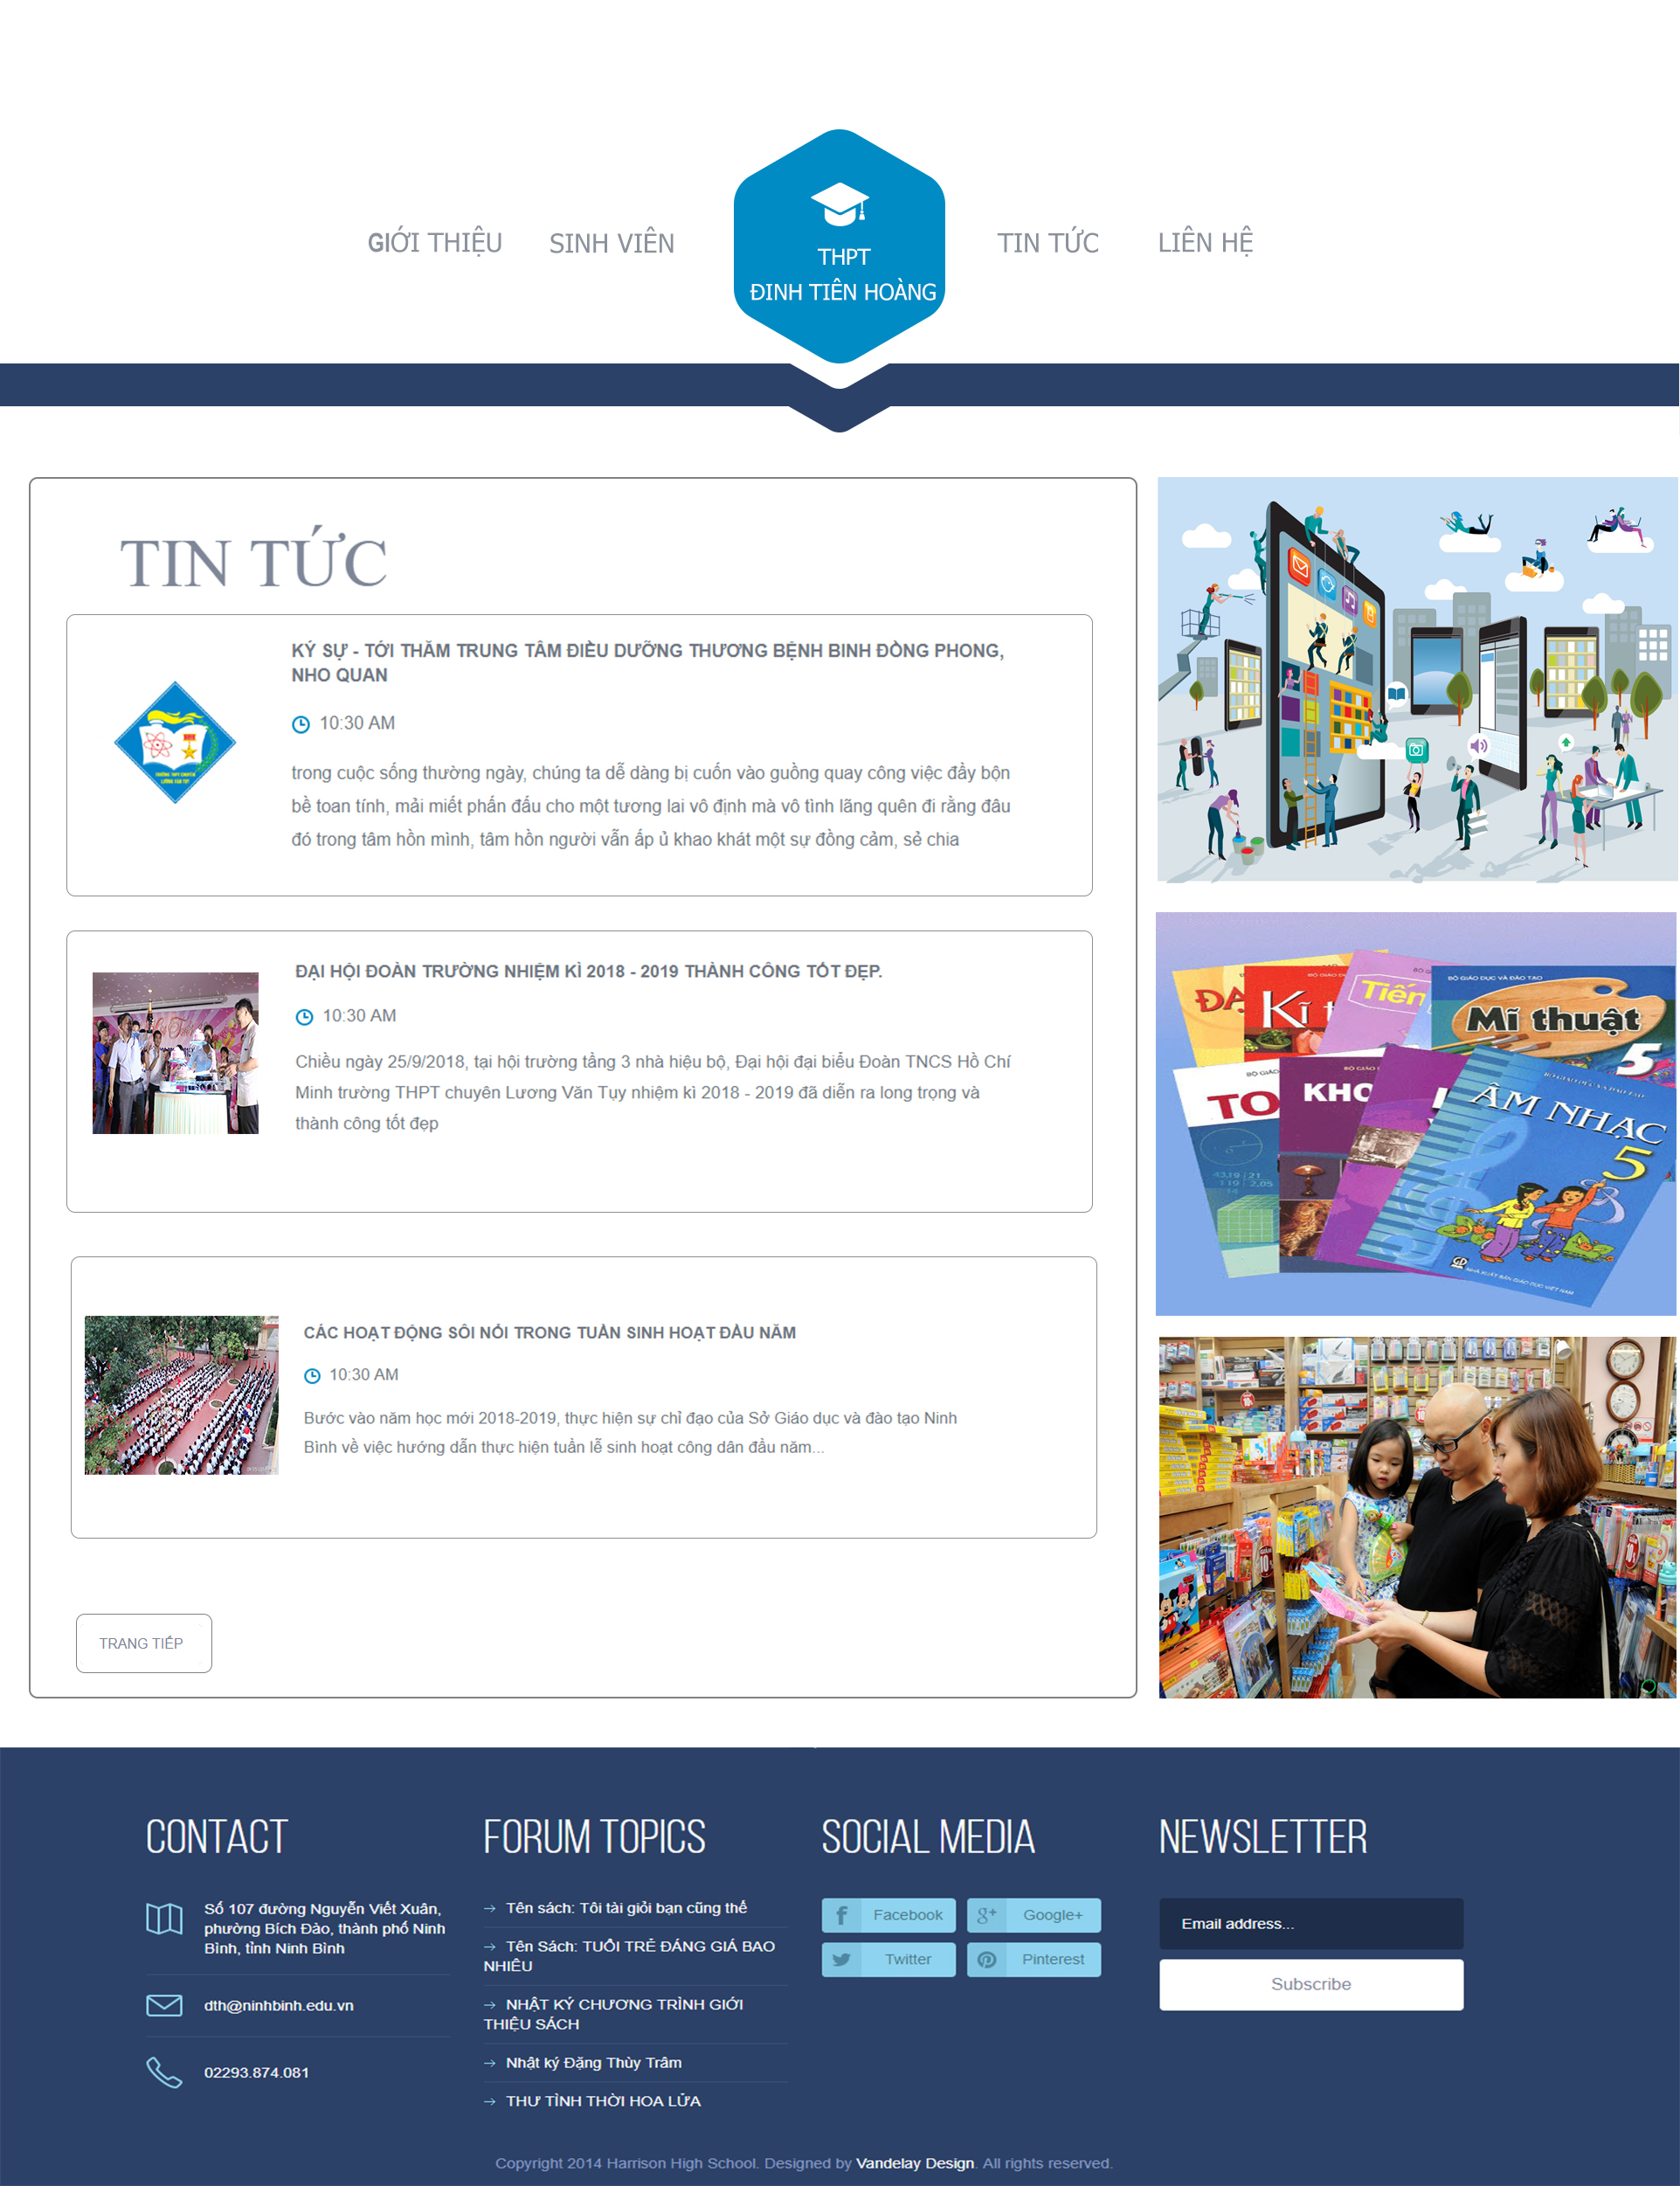 GIỚI THIỆU
SINH VIÊN
THPT
ĐINH TIÊN HOÀNG
TIN TỨC
LIÊN HỆ
TIN TỨC
KÝ SỰ - TỚI THĂM TRUNG TÂM ĐIỀU DƯỠNG THƯƠNG BỆNH BINH ĐỒNG PHONG,
NHO QUAN
10:30 AM
trong cuộc sống thường ngày, chúng ta dễ dàng bị cuốn vào guồng quay công việc đầy bộn
bề toan tính, mải miết phấn đấu cho một tương lai vô định mà vô tình lãng quên đi rằng đâu
đó trong tâm hồn mình, tâm hồn người vẫn ấp ủ khao khát một sự đồng cảm, sẻ chia
ĐẠI HỘI ĐOÀN TRƯỜNG NHIỆM KÌ 2018 - 2019 THÀNH CÔNG TỐT ĐẸP.
10:30 AM
Chiều ngày 25/9/2018, tại hội trường tầng 3 nhà hiệu bộ, Đại hội đại biểu Đoàn TNCS Hồ Chí
Minh trường THPT chuyên Lương Văn Tụy nhiệm kì 2018 - 2019 đã diễn ra long trọng và
thành công tốt đẹp
CÁC HOẠT ĐỘNG SÔI NỔI TRONG TUẦN SINH HOẠT ĐẦU NĂM
10:30 AM
Bước vào năm học mới 2018-2019, thực hiện sự chỉ đạo của Sở Giáo dục và đào tạo Ninh
Bình về việc hướng dẫn thực hiện tuần lễ sinh hoạt công dân đầu năm...
TRANG TIẾP
BỘ GIÁO DỤC VÀ ĐÀO TẠO
Mĩ thuật
5
Tiến
Kĩ
ĐẠ
TO
KHO
ÂM NHẠC
5
NHÀ XUẤT BẢN GIÁO DỤC VIỆT NAM
CONTACT
Số 107 đường Nguyễn Viết Xuân,
phường Bích Đào, thành phố Ninh
Bình, tỉnh Ninh Bình
dth@ninhbinh.edu.vn
02293.874.081
FORUM TOPICS
Tên sách: Tôi tài giỏi bạn cũng thế
Tên Sách: TUỔI TRẺ ĐÁNG GIÁ BAO
NHIÊU
NHẬT KÝ CHƯƠNG TRÌNH GIỚI
THIỆU SÁCH
Nhật ký Đặng Thùy Trâm
THƯ TÌNH THỜI HOA LỬA
SOCIAL MEDIA
Facebook
Google+
Twitter
Pinterest
NEWSLETTER
Email address...
Subscribe
Copyright 2014 Harrison High School. Designed by Vandelay Design. All rights reserved.